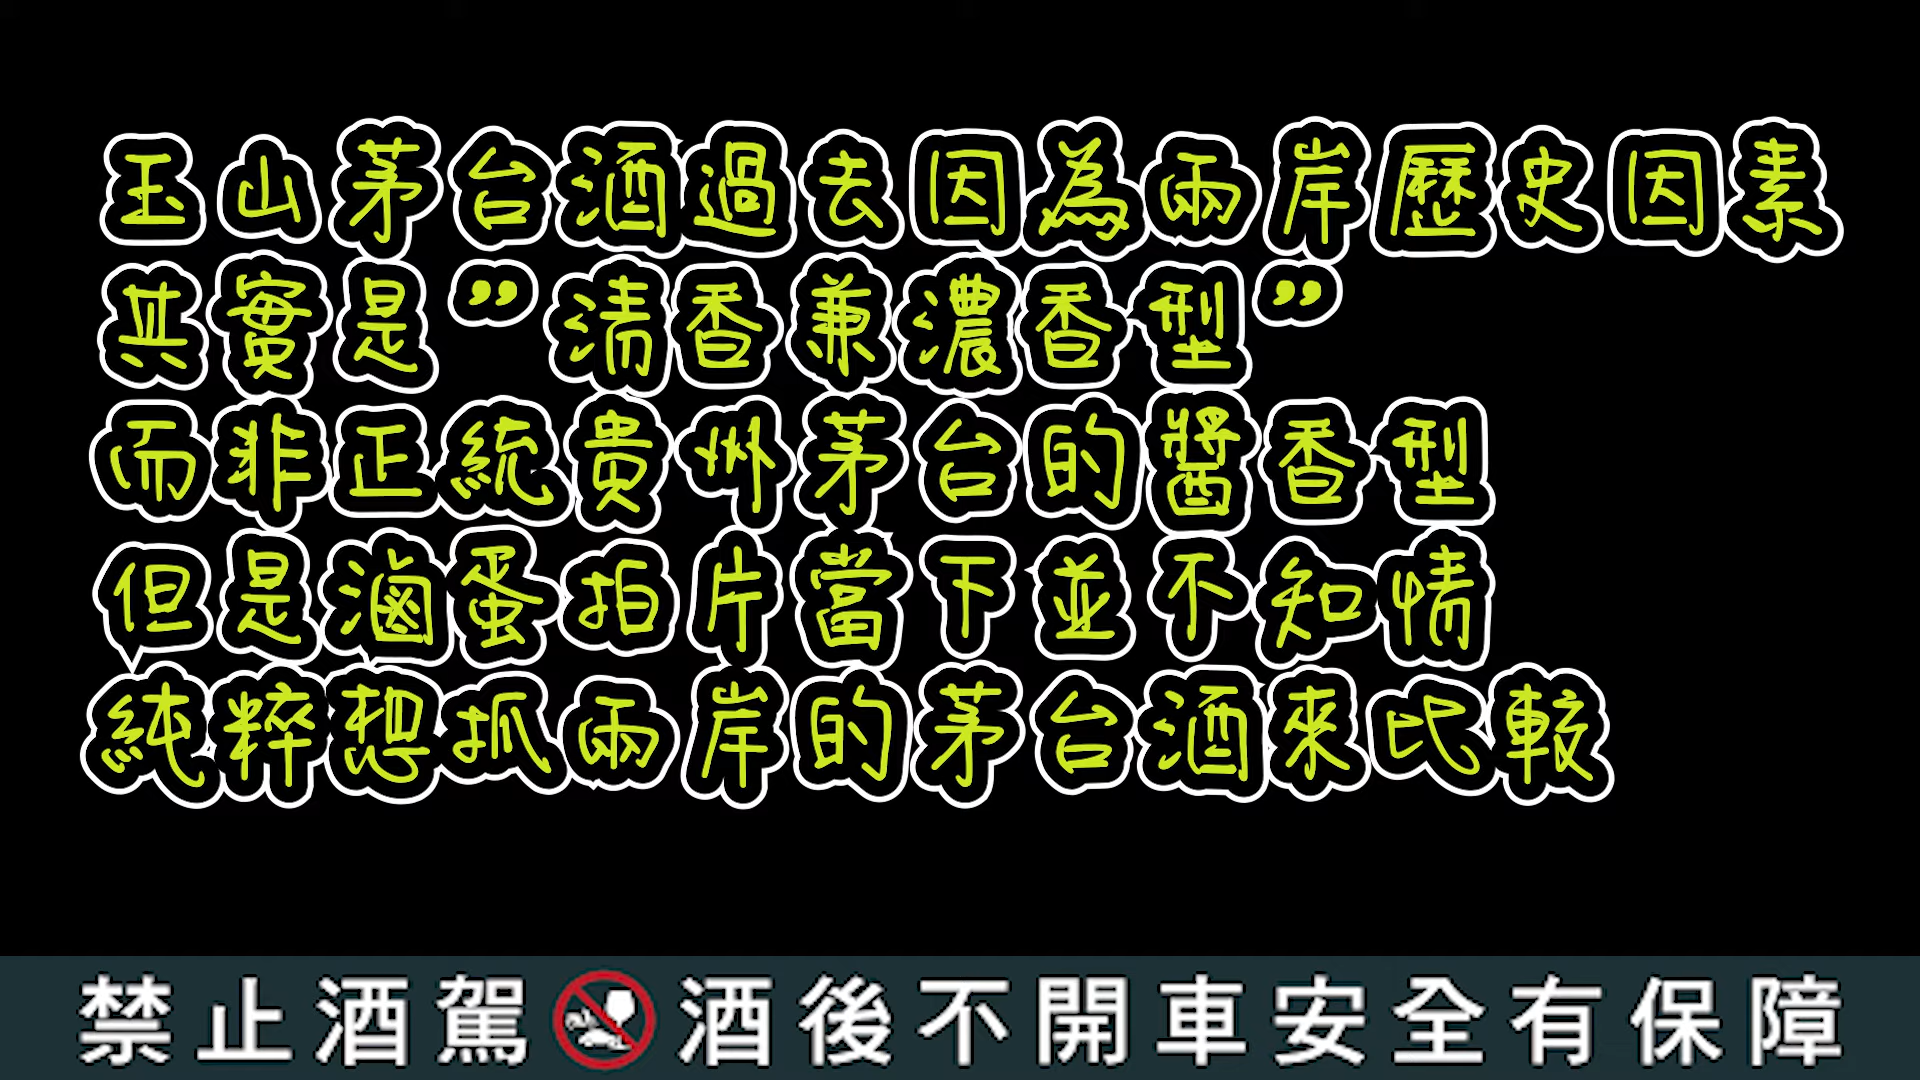 玉山茅台酒過去因為兩岸歷史因素
其實是”清香兼濃香型”
而非正統貴州茅台的醬香型
但是滷蛋拍片當下並不知情
純粹想抓兩岸的茅台酒來比較
禁止酒駕 酒後不開車安全有保障